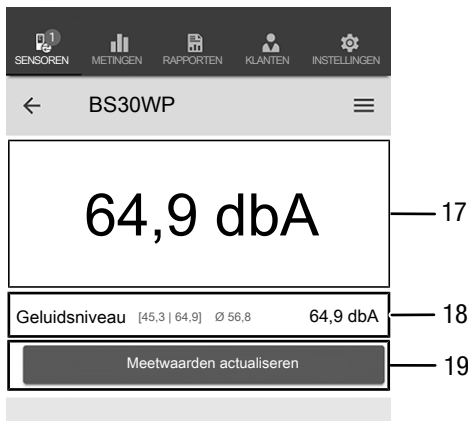 1
SENSOREN METINGEN RAPPORTEN KLANTEN INSTELLINGEN
BS30WP
64,9 dbA
17
Geluidsniveau [45,3 | 64,9] Ø 56,8 64,9 dbA
18
Meetwaarden actualiseren
19